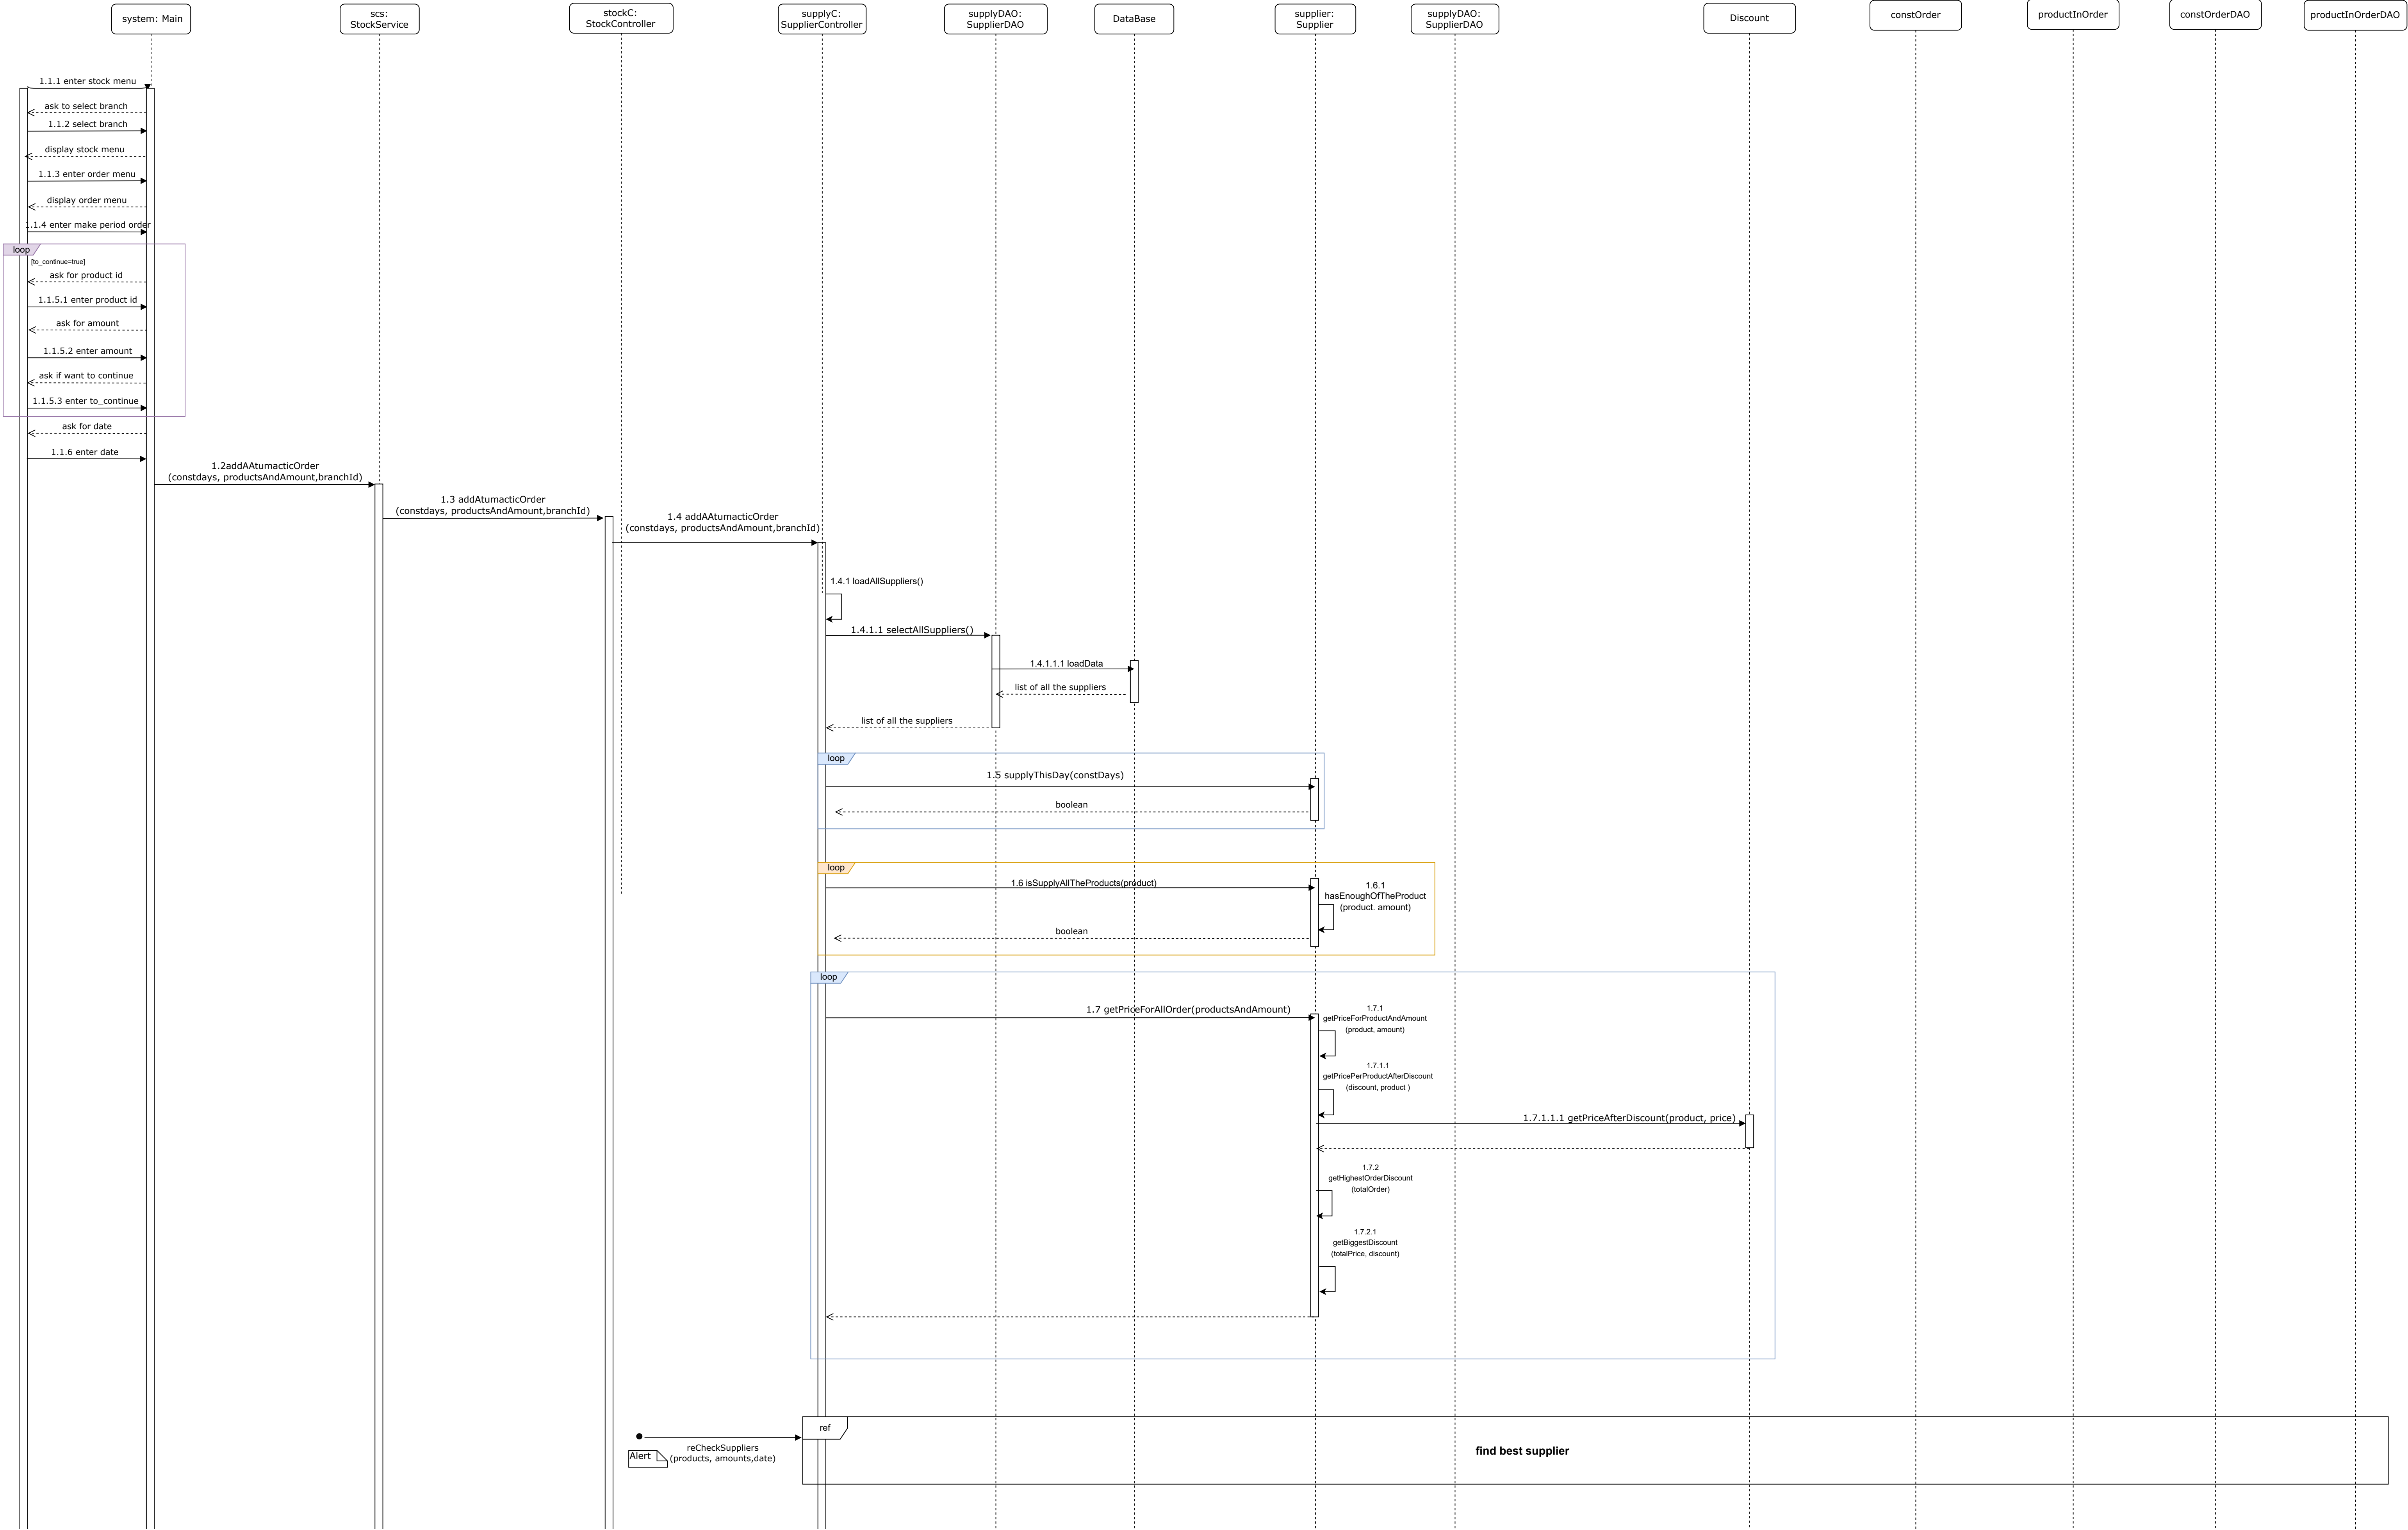 system: Main
scs:
StockService
stockC:
StockController
supplyC:
SupplierController
supplyDAO:
SupplierDAO
DataBase
supplier:
Supplier
supplyDAO:
SupplierDAO
Discount
constOrder
productInOrder
constOrderDAO
productInOrderDAO
1.1.1 enter stock menu
ask to select branch
1.1.2 select branch
display stock menu
1.1.3 enter order menu
display order menu
1.1.4 enter make period order
loop
[to_continue=true]
ask for product id
1.1.5.1 enter product id
ask for amount
1.1.5.2 enter amount
ask if want to continue
1.1.5.3 enter to_continue
ask for date
1.1.6 enter date
1.2addAAtumacticOrder
(constdays, productsAndAmount,branchId)
1.3 addAtumacticOrder
(constdays, productsAndAmount,branchId)
1.4 addAAtumacticOrder
(constdays, productsAndAmount,branchId)
1.4.1 loadAllSuppliers()
1.4.1.1 selectAllSuppliers()
1.4.1.1.1 loadData
list of all the suppliers
list of all the suppliers
loop
1.5 supplyThisDay(constDays)
boolean
loop
1.6 isSupplyAllTheProducts(product)
1.6.1
hasEnoughOfTheProduct
(product. amount)
boolean
loop
1.7 getPriceForAllOrder(productsAndAmount)
1.7.1
getPriceForProductAndAmount
(product, amount)
1.7.1.1
getPricePerProductAfterDiscount
(discount, product )
1.7.1.1.1 getPriceAfterDiscount(product, price)
1.7.2
getHighestOrderDiscount
(totalOrder)
1.7.2.1
getBiggestDiscount
(totalPrice, discount)
ref
find best supplier
reCheckSuppliers
(products, amounts,date)
Alert